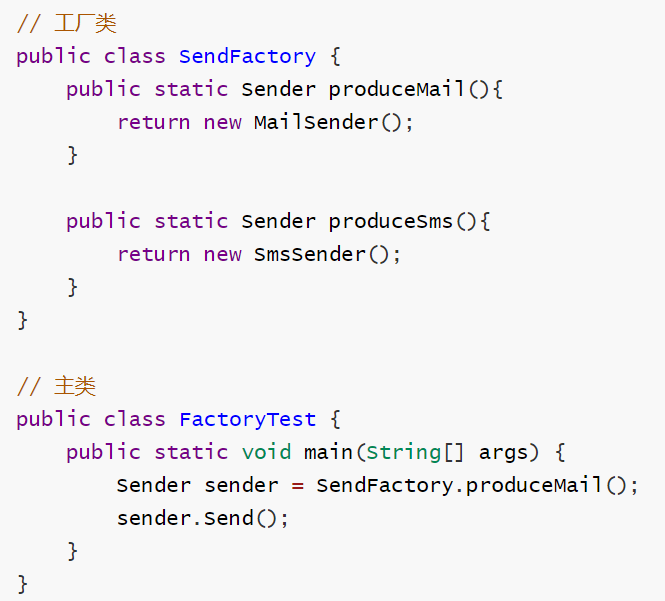 // 工厂类
public class SendFactory {
    public static Sender produceMail(){
        return new MailSender();
    }

    public static Sender produceSms(){
        return new SmsSender();
    }
}

// 主类
public class FactoryTest {
    public static void main(String[] args) {
        Sender sender = SendFactory.produceMail();
        sender.Send();
    }
}